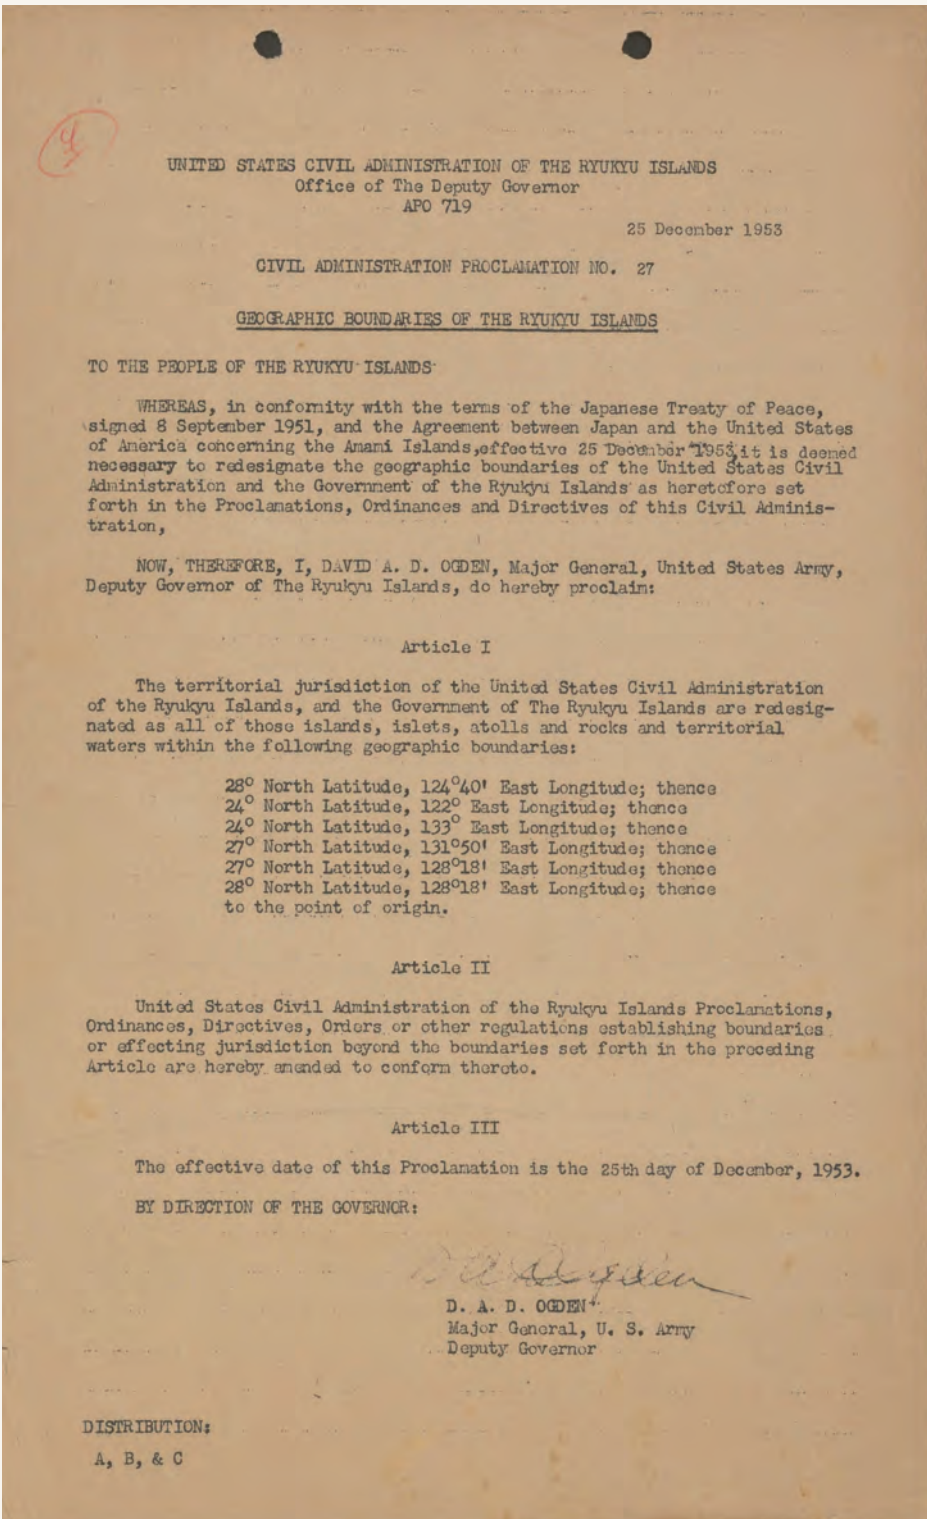 UNITED STATES CIVIL ADMINISTRATION OF THE RYUKYU ISLANDS
Office of The Deputy Governor
APO 719
25 December 1953
CIVIL ADMINISTRATION PROCLAMATION NO. 27
GEOGRAPHIC BOUNDARIES OF THE RYUKYU ISLANDS
TO THE PEOPLE OF THE RYUKYU ISLANDS
WHEREAS, in conformity with the terms of the Japanese Treaty of Peace,
signed 8 September 1951, and the Agreement between Japan and the United States
of America concerning the Amami Islands, effective 25 December 1953, it is deemed
necessary to redesignate the geographic boundaries of the United States Civil
Administration and the Government of the Ryukyu Islands as heretofore set
forth in the Proclamations, Ordinances and Directives of this Civil Adminis-
tration,
NOW, THEREFORE, I, DAVID A. D. OGDEN, Major General, United States Army,
Deputy Governor of The Ryukyu Islands, do hereby proclaim:
Article I
The territorial jurisdiction of the United States Civil Administration
of the Ryukyu Islands, and the Government of The Ryukyu Islands are redesig-
nated as all of those islands, islets, atolls and rocks and territorial
waters within the following geographic boundaries:
28° North Latitude, 124°40' East Longitude; thence
24° North Latitude, 122° East Longitude; thence
24° North Latitude, 133° East Longitude; thence
27° North Latitude, 131°50' East Longitude; thence
27° North Latitude, 128°18' East Longitude; thence
28° North Latitude, 128°18' East Longitude; thence
to the point of origin.
Article II
United States Civil Administration of the Ryukyu Islands Proclamations,
Ordinances, Directives, Orders or other regulations establishing boundaries
or effecting jurisdiction beyond the boundaries set forth in the preceding
Article are hereby amended to conform thereto.
Article III
The effective date of this Proclamation is the 25th day of December, 1953.
BY DIRECTION OF THE GOVERNOR:
D. A. D. OGDEN
Major General, U. S. Army
Deputy Governor
DISTRIBUTION:
A, B, & C